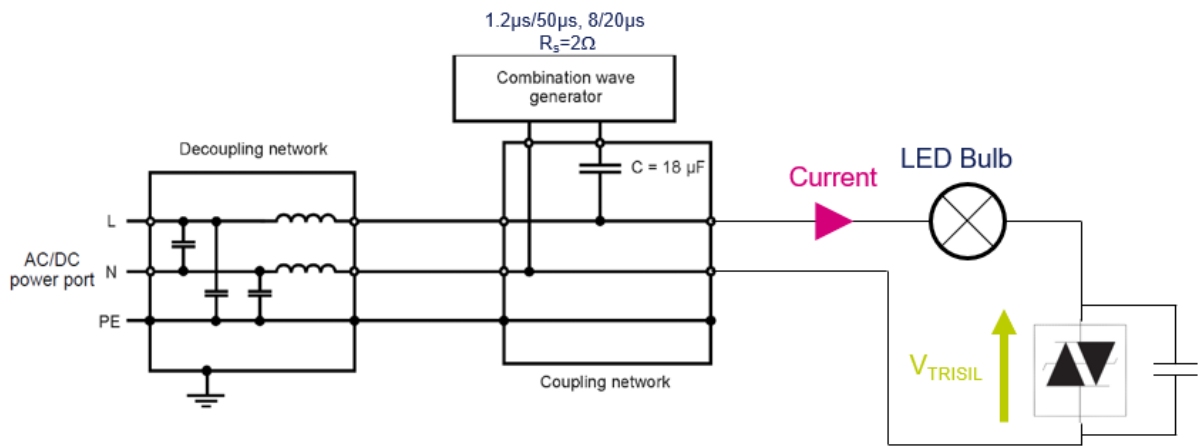 1.2µs/50µs, 8/20µs
Rs=2Ω
Combination wave
generator
Decoupling network
C = 18 µF
LED Bulb
Current
L
AC/DC
power port
N
PE
VTRISIL
Coupling network